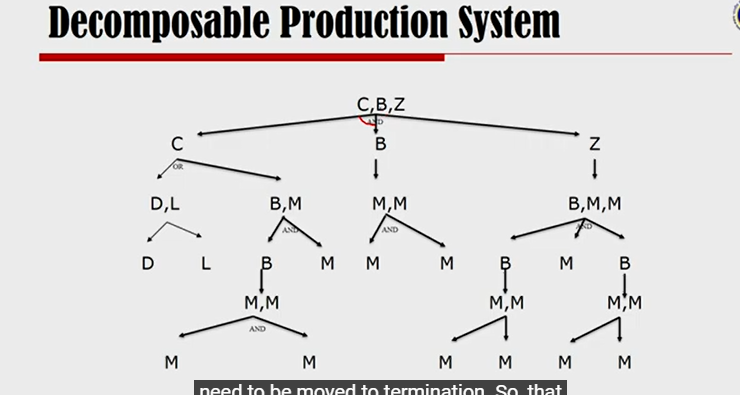 Decomposable Production System
C,B,Z
AND
C B Z
OR
D,L B,M M,M B,M,M
AND AND AND
D L B M M M B M B
M,M M,M M,M
AND
M M M M M M
need to be moved to termination. So, that